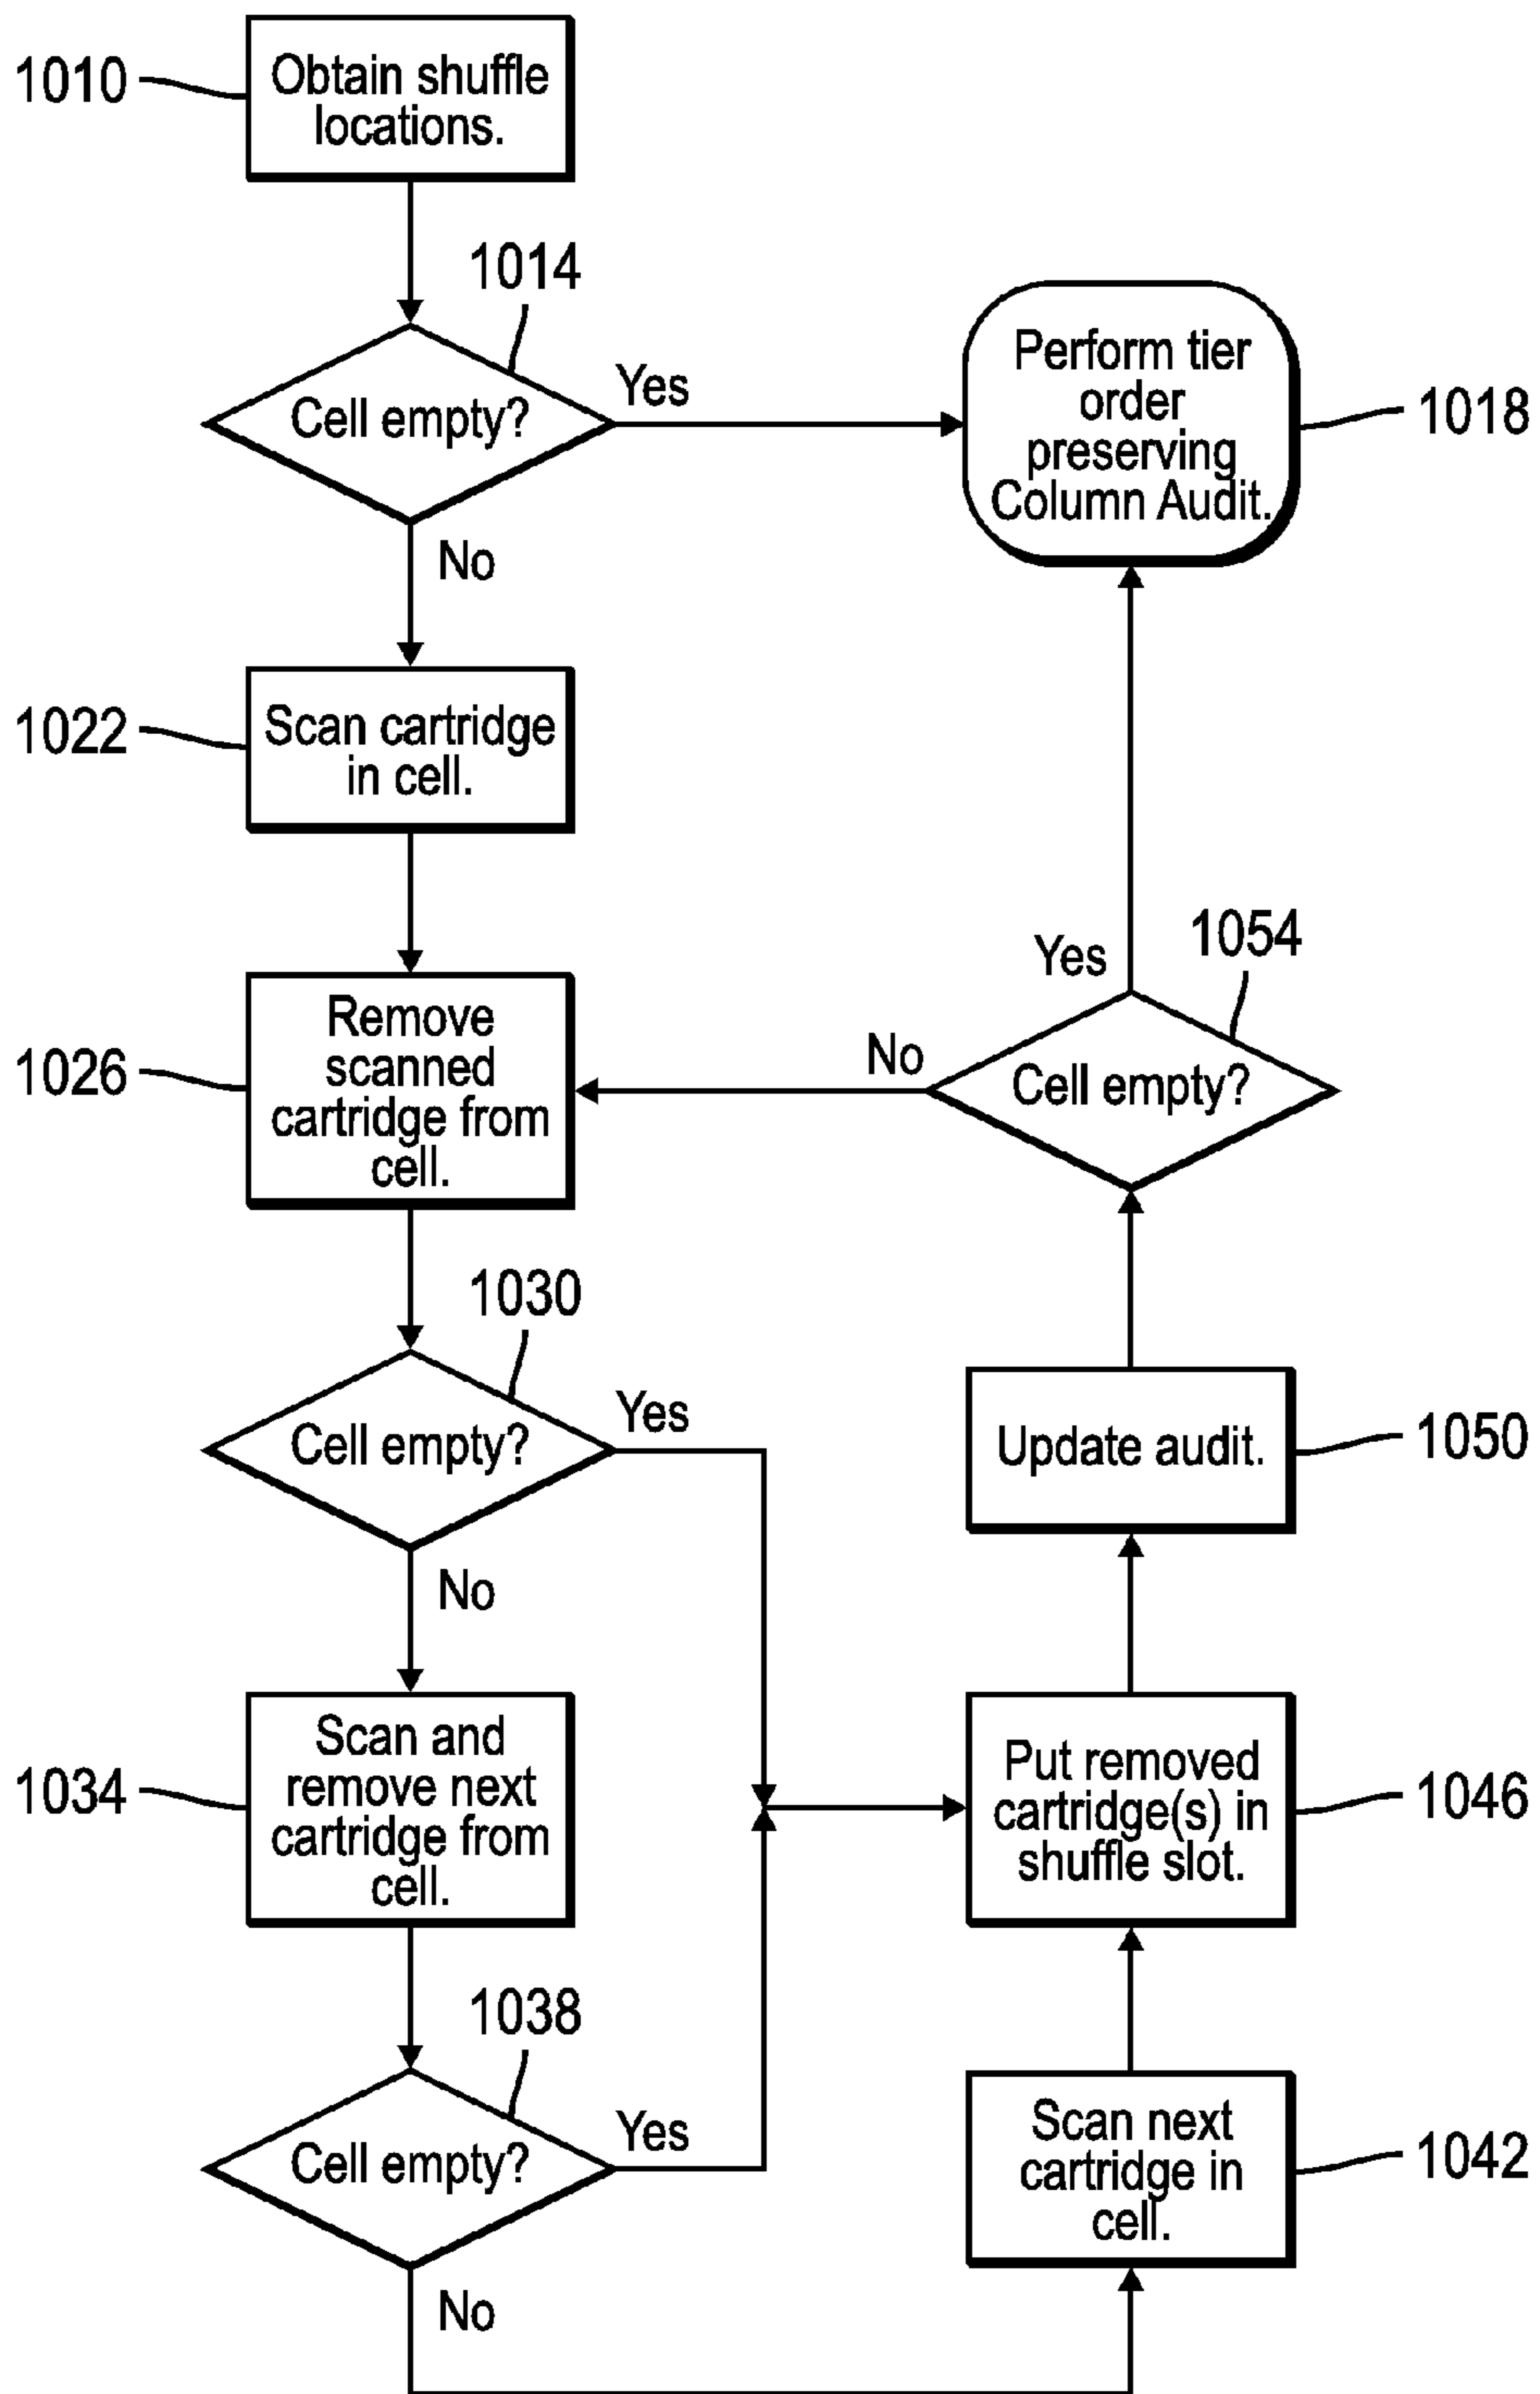 1010
Obtain shuffle
locations.
1014
Cell empty?
Yes
No
Perform tier
order
preserving
Column Audit.
1018
1022
Scan cartridge
in cell.
1026
Remove
scanned
cartridge from
cell.
1054
Yes
No
Cell empty?
1030
Cell empty?
Yes
No
Update audit.
1050
1034
Scan and
remove next
cartridge from
cell.
Put removed
cartridge(s) in
shuffle slot.
1046
1038
Cell empty?
Yes
No
Scan next
cartridge in
cell.
1042